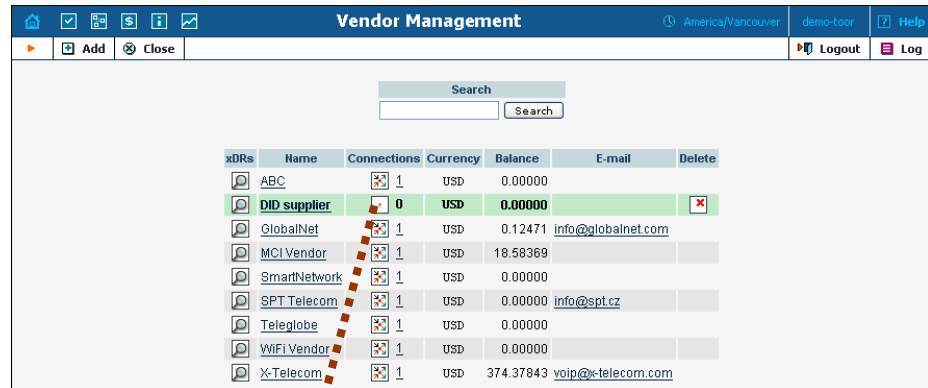 Vendor Management America/Vancouver demo-toor ? Help
Add Close Logout Log
Search
Search
xDRs Name Connections Currency Balance E-mail Delete
ABC 1 USD 0.00000
DID supplier 0 USD 0.00000
GlobalNet 1 USD 0.12471 info@globalnet.com
MCI Vendor 1 USD 18.58369
SmartNetwork 1 USD 0.00000
SPT Telecom 1 USD 0.00000 info@spt.cz
Teleglobe 1 USD 0.00000
WiFi Vendor 1 USD 0.00000
X-Telecom 1 USD 374.37843 voip@x-telecom.com